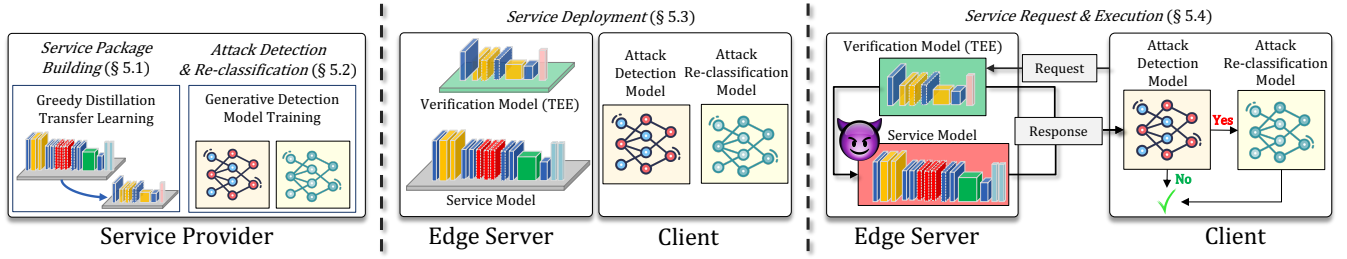 Service Package
Building (§ 5.1)
Attack Detection
& Re-classification (§ 5.2)
Greedy Distillation
Transfer Learning
Generative Detection
Model Training
Service Provider
Service Deployment (§ 5.3)
Verification Model (TEE)
Service Model
Edge Server
Attack
Detection
Model
Attack
Re-classification
Model
Client
Service Request & Execution (§ 5.4)
Verification Model (TEE)
Service Model
Edge Server
Request
Response
Attack
Detection
Model
Attack
Re-classification
Model
Yes
No
Client